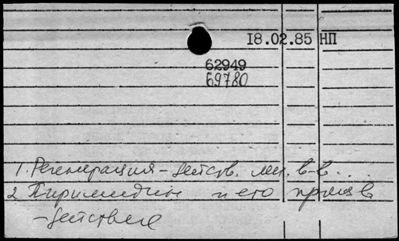 18.02.85 НП
62949
69780
1. Регенерация - действ. лек. в-в...
2. Пиримидин и его произв
- действие